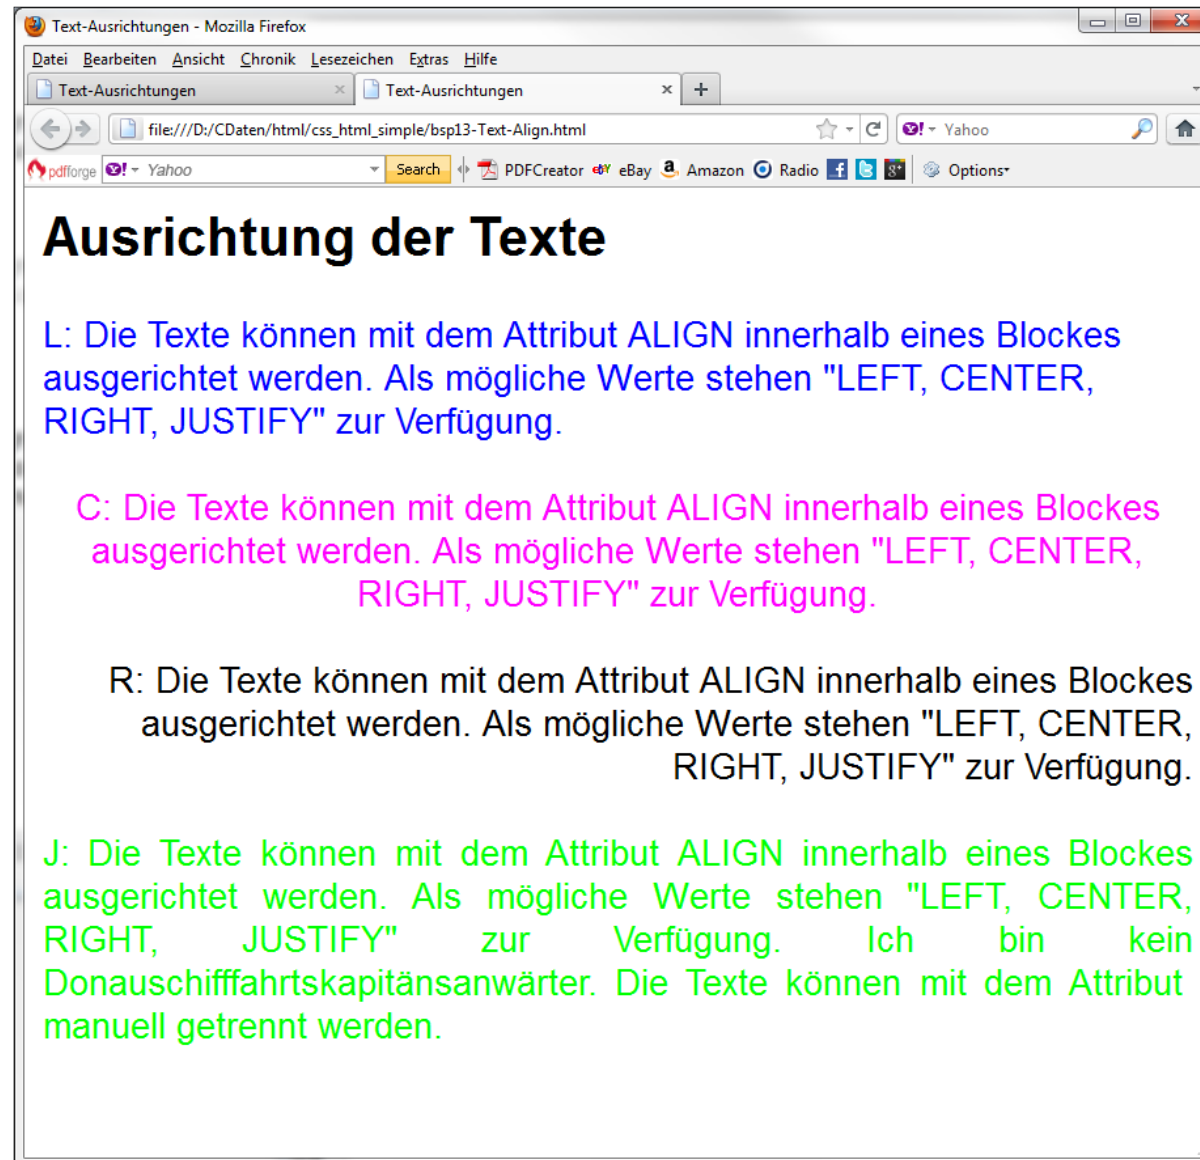 Text-Ausrichtungen - Mozilla Firefox
Datei Bearbeiten Ansicht Chronik Lesezeichen Extras Hilfe
Text-Ausrichtungen Text-Ausrichtungen
file:///D:/CDaten/html/css_html_simple/bsp13-Text-Align.html Yahoo
pdfforge Yahoo Search PDFCreator ebY eBay a Amazon Radio Options
Ausrichtung der Texte
L: Die Texte können mit dem Attribut ALIGN innerhalb eines Blockes
ausgerichtet werden. Als mögliche Werte stehen "LEFT, CENTER,
RIGHT, JUSTIFY" zur Verfügung.
C: Die Texte können mit dem Attribut ALIGN innerhalb eines Blockes
ausgerichtet werden. Als mögliche Werte stehen "LEFT, CENTER,
RIGHT, JUSTIFY" zur Verfügung.
R: Die Texte können mit dem Attribut ALIGN innerhalb eines Blockes
ausgerichtet werden. Als mögliche Werte stehen "LEFT, CENTER,
RIGHT, JUSTIFY" zur Verfügung.
J: Die Texte können mit dem Attribut ALIGN innerhalb eines Blockes
ausgerichtet werden. Als mögliche Werte stehen "LEFT, CENTER,
RIGHT, JUSTIFY" zur Verfügung. Ich bin kein
Donauschifffahrtskapitänsanwärter. Die Texte können mit dem Attribut
manuell getrennt werden.